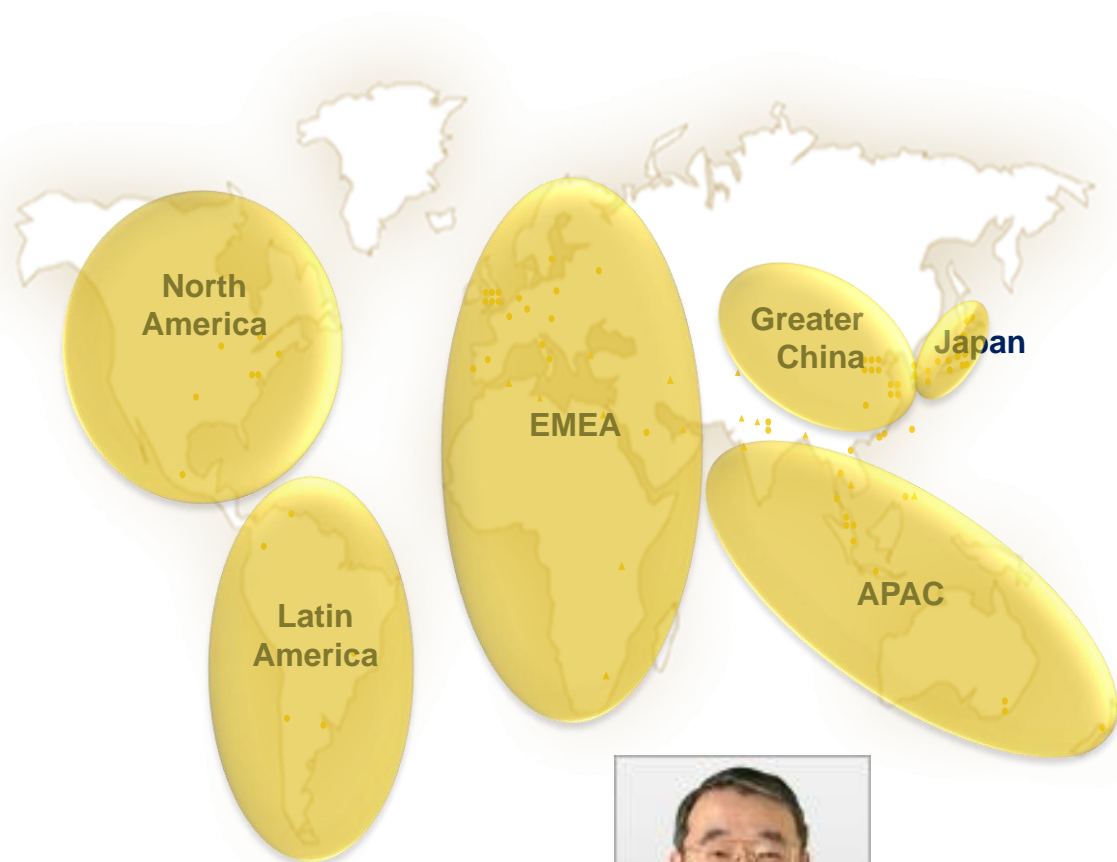 North
America
Greater
China
Japan
EMEA
APAC
Latin
America